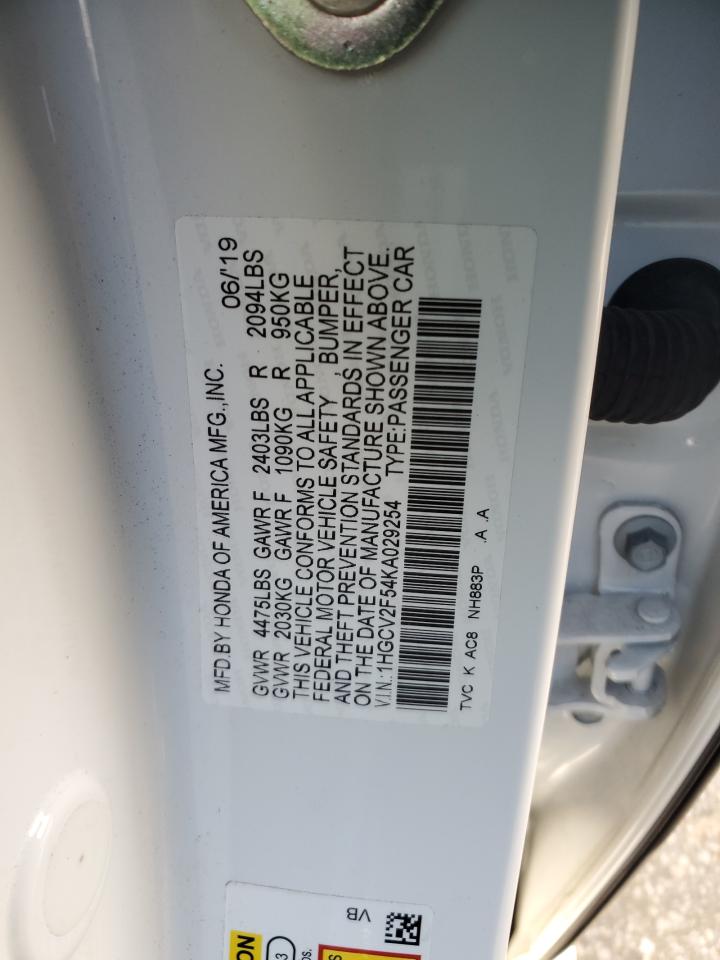 MFD.BY HONDA OF AMERICA MFG.,INC. 06/'19
GVWR 4475LBS GAWR F 2403LBS R 2094LBS
GVWR 2030KG GAWR F 1090KG R 950KG
THIS VEHICLE CONFORMS TO ALL APPLICABLE
FEDERAL MOTOR VEHICLE SAFETY , BUMPER,
AND THEFT PREVENTION STANDARDS IN EFFECT
ON THE DATE OF MANUFACTURE SHOWN ABOVE.
V.I.N.:1HGCV2F54KA029254 TYPE:PASSENGER CAR
TVC K AC8 NH883P .A .A
VB